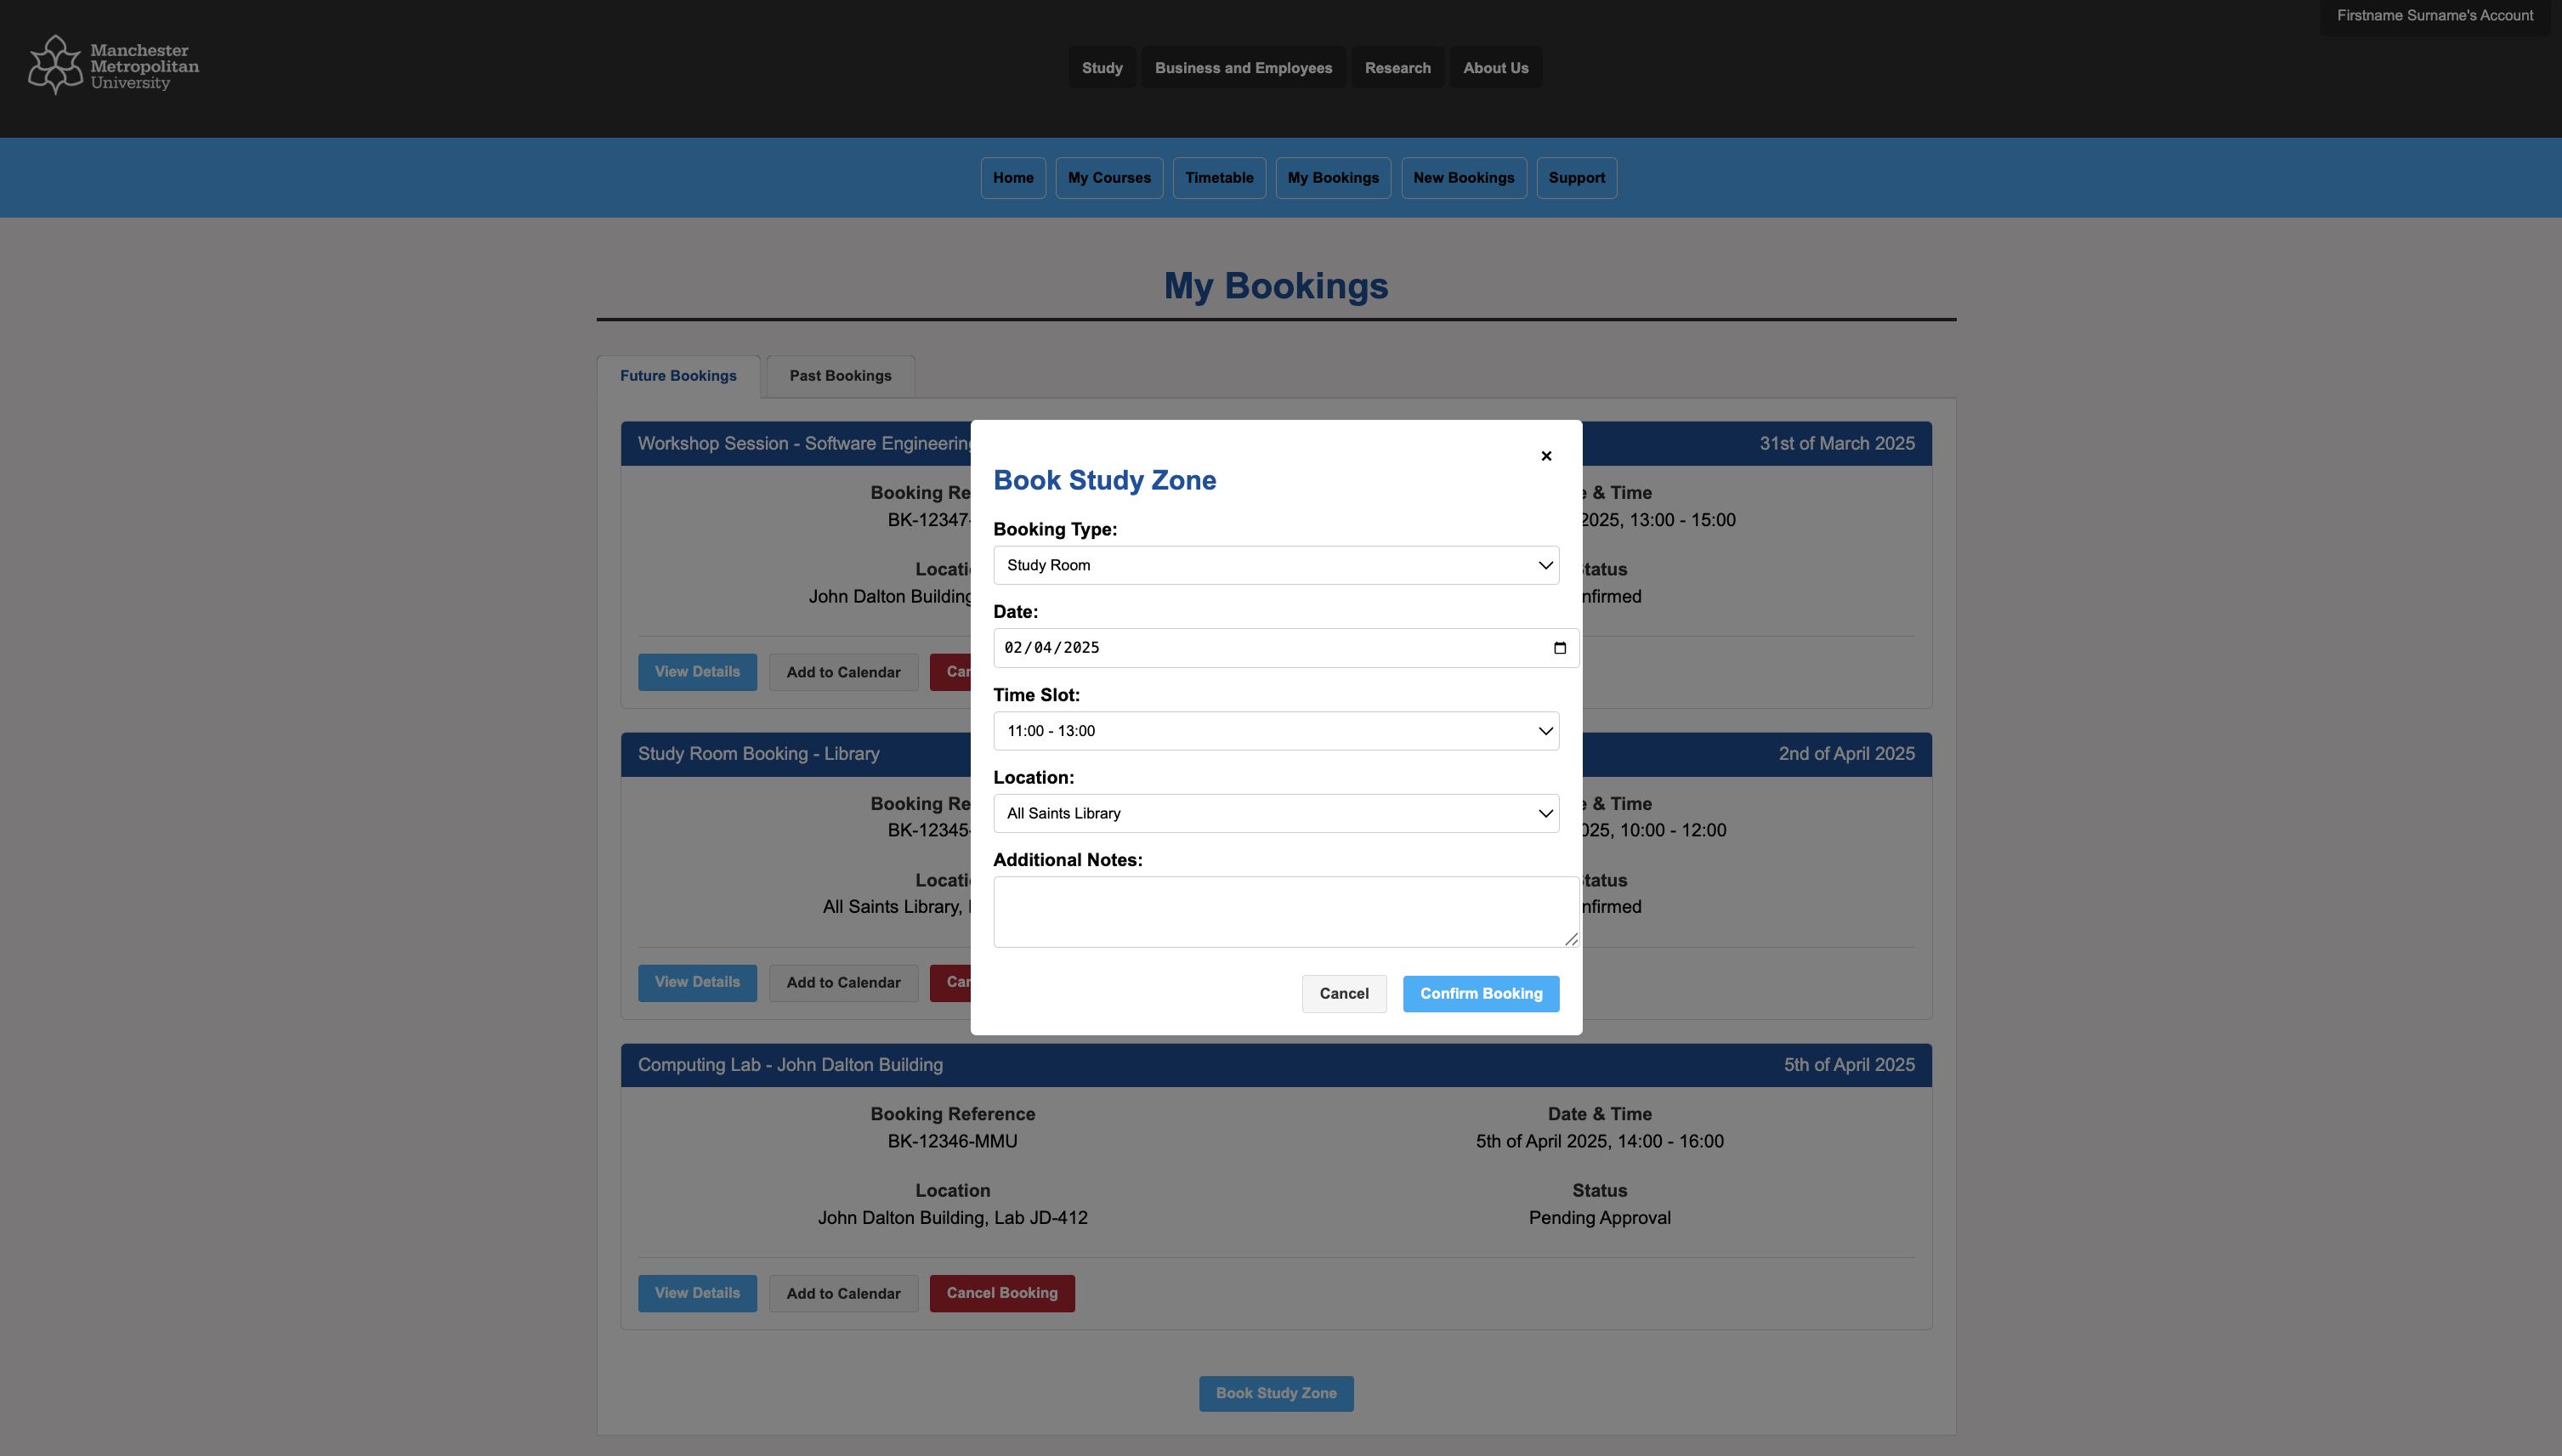 Firstname Surname's Account
Manchester
Metropolitan
University
Study
Business and Employees
Research
About Us
Home
My Courses
Timetable
My Bookings
New Bookings
Support
My Bookings
Future Bookings
Past Bookings
Workshop Session - Software Engineering
31st of March 2025
Booking Re
BK-12347-
& Time
2025, 13:00 - 15:00
Locati
John Dalton Building
tatus
nfirmed
View Details
Add to Calendar
Can
Study Room Booking - Library
2nd of April 2025
Booking Re
BK-12345-
& Time
025, 10:00 - 12:00
Locati
All Saints Library,
tatus
nfirmed
View Details
Add to Calendar
Can
Computing Lab - John Dalton Building
5th of April 2025
Booking Reference
BK-12346-MMU
Date & Time
5th of April 2025, 14:00 - 16:00
Location
John Dalton Building, Lab JD-412
Status
Pending Approval
View Details
Add to Calendar
Cancel Booking
Book Study Zone
×
Book Study Zone
Booking Type:
Study Room
Date:
02/04/2025
Time Slot:
11:00 - 13:00
Location:
All Saints Library
Additional Notes:
Cancel
Confirm Booking